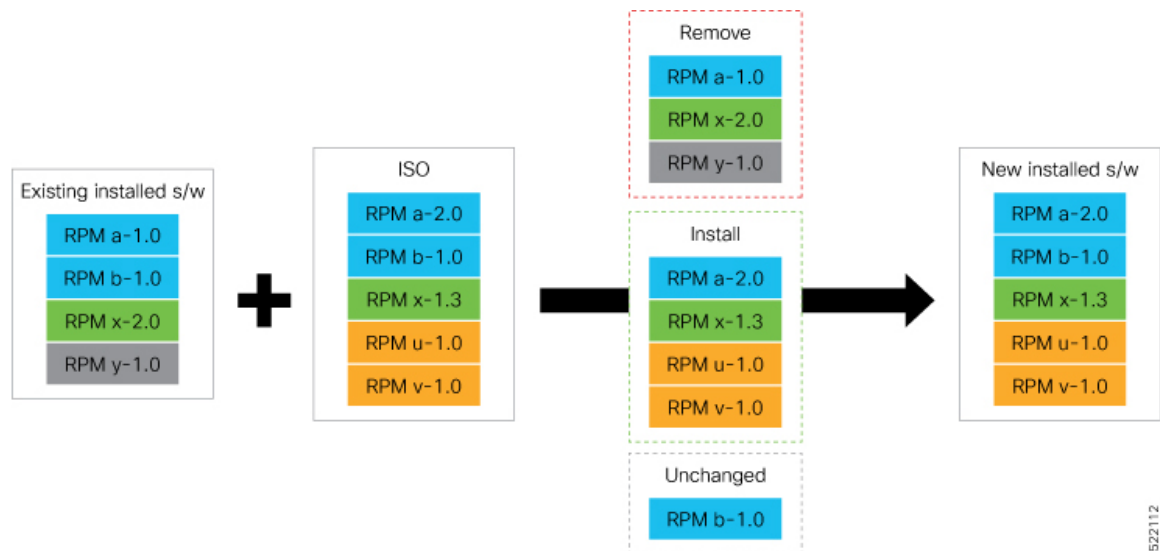 Existing installed s/w
RPM a-1.0
RPM b-1.0
RPM x-2.0
RPM y-1.0
ISO
RPM a-2.0
RPM b-1.0
RPM x-1.3
RPM u-1.0
RPM v-1.0
Remove
RPM a-1.0
RPM x-2.0
RPM y-1.0
Install
RPM a-2.0
RPM x-1.3
RPM u-1.0
RPM v-1.0
Unchanged
RPM b-1.0
New installed s/w
RPM a-2.0
RPM b-1.0
RPM x-1.3
RPM u-1.0
RPM v-1.0
522112